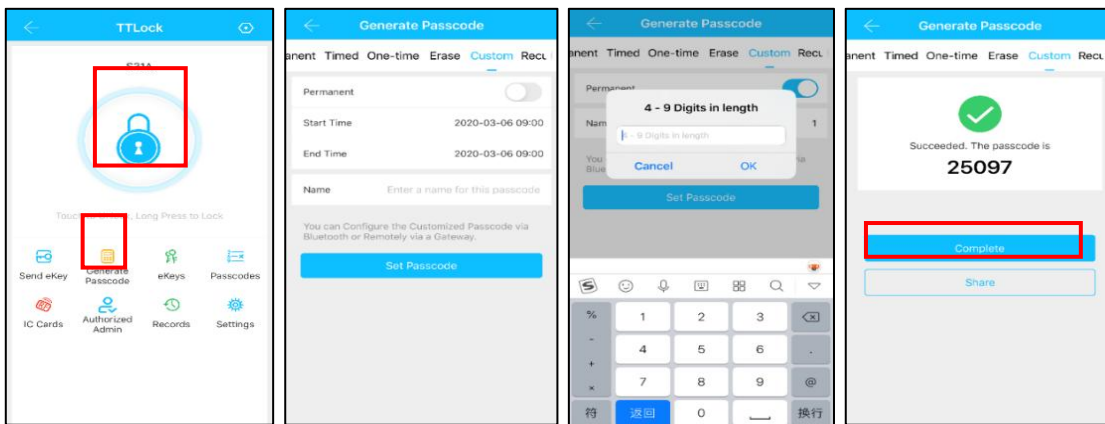 TTLock
S31A
Touch to Unlock, Long Press to Lock
Send eKey
Generate Passcode
eKeys
Passcodes
IC Cards
Authorized Admin
Records
Settings
Generate Passcode
anent Timed One-time Erase Custom Recu
Permanent
Start Time 2020-03-06 09:00
End Time 2020-03-06 09:00
Name Enter a name for this passcode
You can Configure the Customized Passcode via
Bluetooth or Remotely via a Gateway.
Set Passcode
Generate Passcode
anent Timed One-time Erase Custom Recu
Permanent
Nam 1
You via
Blue
4 - 9 Digits in length
4 - 9 Digits in length
Cancel OK
Set Passcode
S
% 1 2 3
- 4 5 6 .
+
× 7 8 9 @
符 返回 0 换行
Generate Passcode
anent Timed One-time Erase Custom Recu
Succeeded. The passcode is
25097
Complete
Share